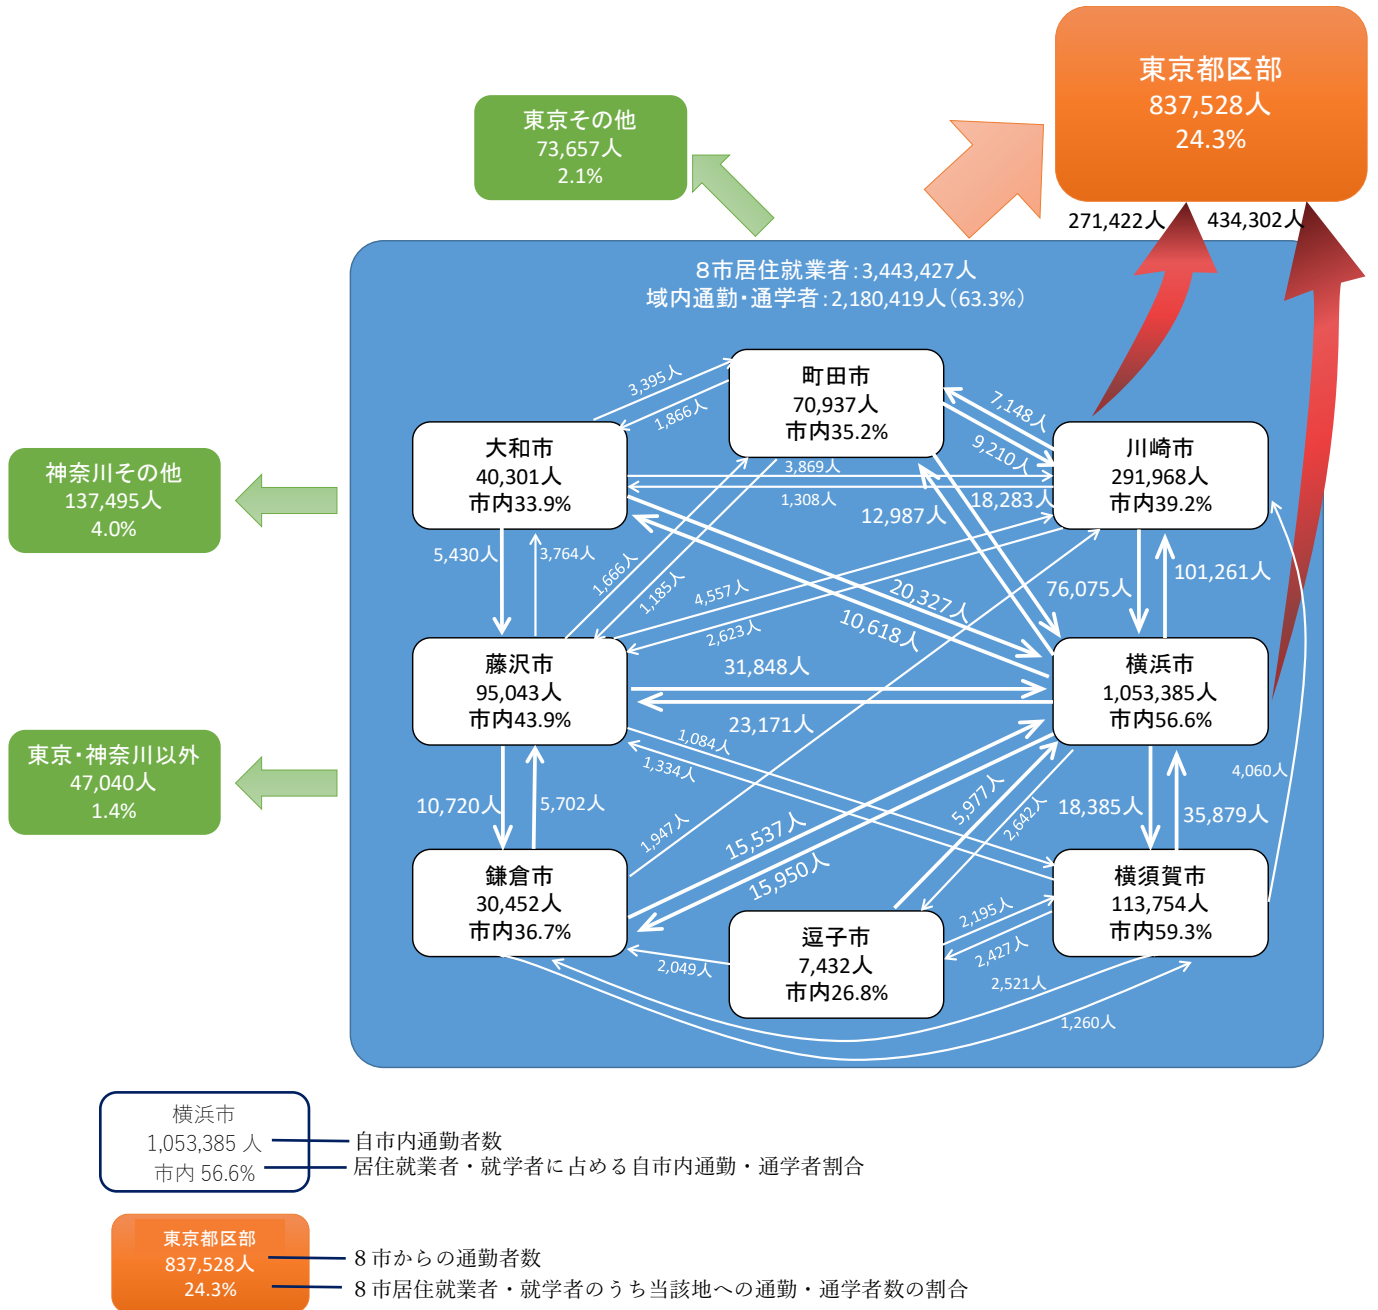 東京都区部
837,528人
24.3%
東京その他
73,657人
2.1%
271,422人
434,302人
8市居住就業者：3,443,427人
域内通勤・通学者：2,180,419人（63.3%）
町田市
70,937人
市内35.2%
3,395人
1,866人
7,148人
9,210人
大和市
40,301人
市内33.9%
川崎市
291,968人
市内39.2%
3,869人
1,308人
神奈川その他
137,495人
4.0%
12,987人
18,283人
5,430人
3,764人
1,666人
1,185人
4,557人
2,623人
20,327人
10,618人
76,075人
101,261人
藤沢市
95,043人
市内43.9%
31,848人
23,171人
横浜市
1,053,385人
市内56.6%
東京・神奈川以外
47,040人
1.4%
1,084人
1,334人
4,060人
10,720人
5,702人
1,947人
15,537人
15,950人
5,977人
2,642人
18,385人
35,879人
鎌倉市
30,452人
市内36.7%
逗子市
7,432人
市内26.8%
横須賀市
113,754人
市内59.3%
2,195人
2,427人
2,049人
2,521人
1,260人
横浜市
1,053,385 人
市内 56.6%
自市内通勤者数
居住就業者・就学者に占める自市内通勤・通学者割合
東京都区部
837,528人
24.3%
８市からの通勤者数
８市居住就業者・就学者のうち当該地への通勤・通学者数の割合